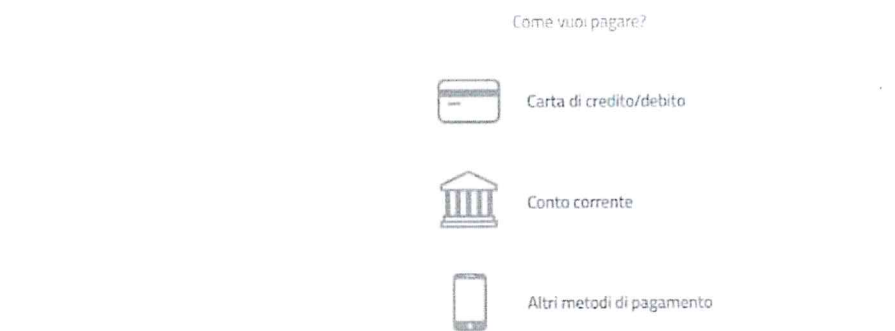 Come vuoi pagare?
Carta di credito/debito
Conto corrente
Altri metodi di pagamento